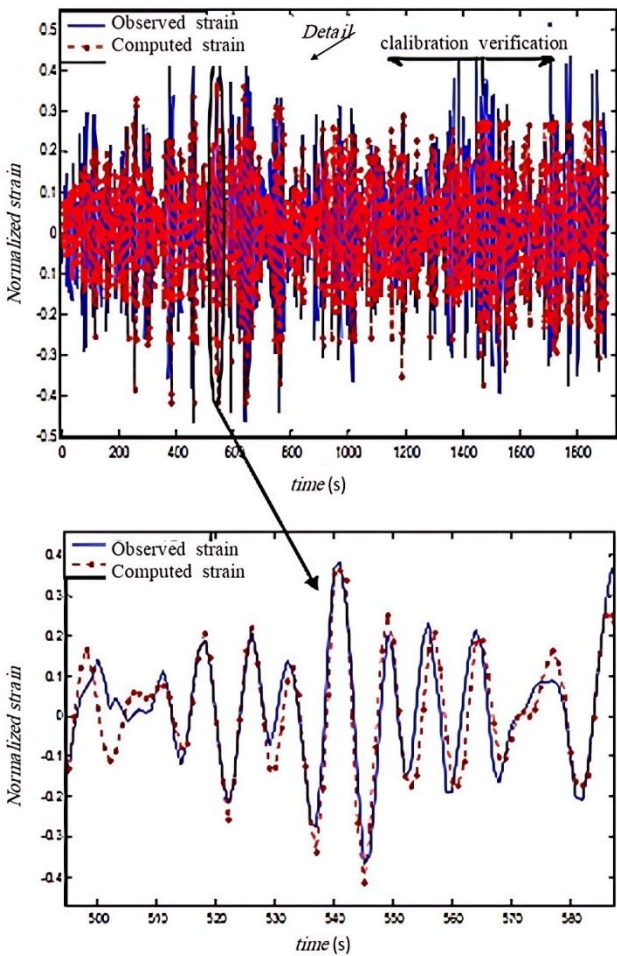 0.5
Observed strain
Computed strain
Detail
clalibration verification
0.4
0.3
0.2
0.1
0
0.1
0.2
0.3
0.4
-0.5
Normalized strain
0 200 400 600 800 1000 1200 1400 1600 1800
time (s)
0.4
Observed strain
Computed strain
0.3
0.2
0.1
0
-0.1
-0.2
-0.3
-0.4
Normalized strain
500 510 520 530 540 550 560 570 580
time (s)